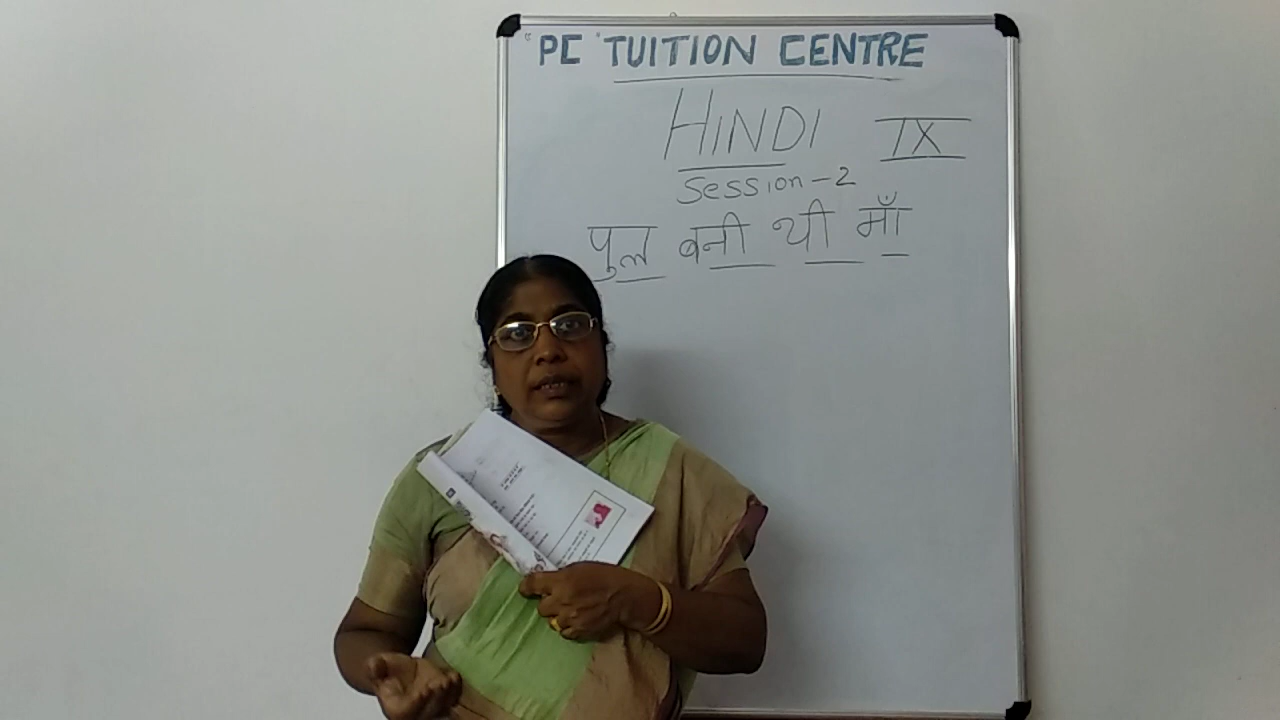 "PC" TUITION CENTRE
HINDI IX
Session-2
पुल बनी थी माँ